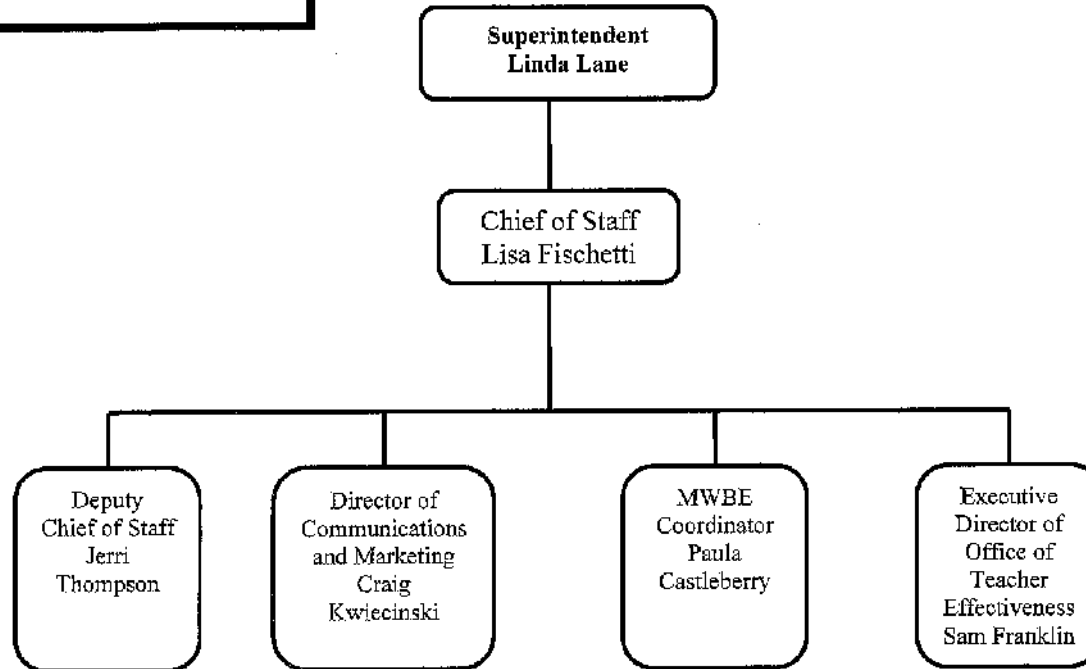 Superintendent
Linda Lane
Chief of Staff
Lisa Fischetti
Deputy
Chief of Staff
Jerri
Thompson
Director of
Communications
and Marketing
Craig
Kwiecinski
MWBE
Coordinator
Paula
Castleberry
Executive
Director of
Office of
Teacher
Effectiveness
Sam Franklin